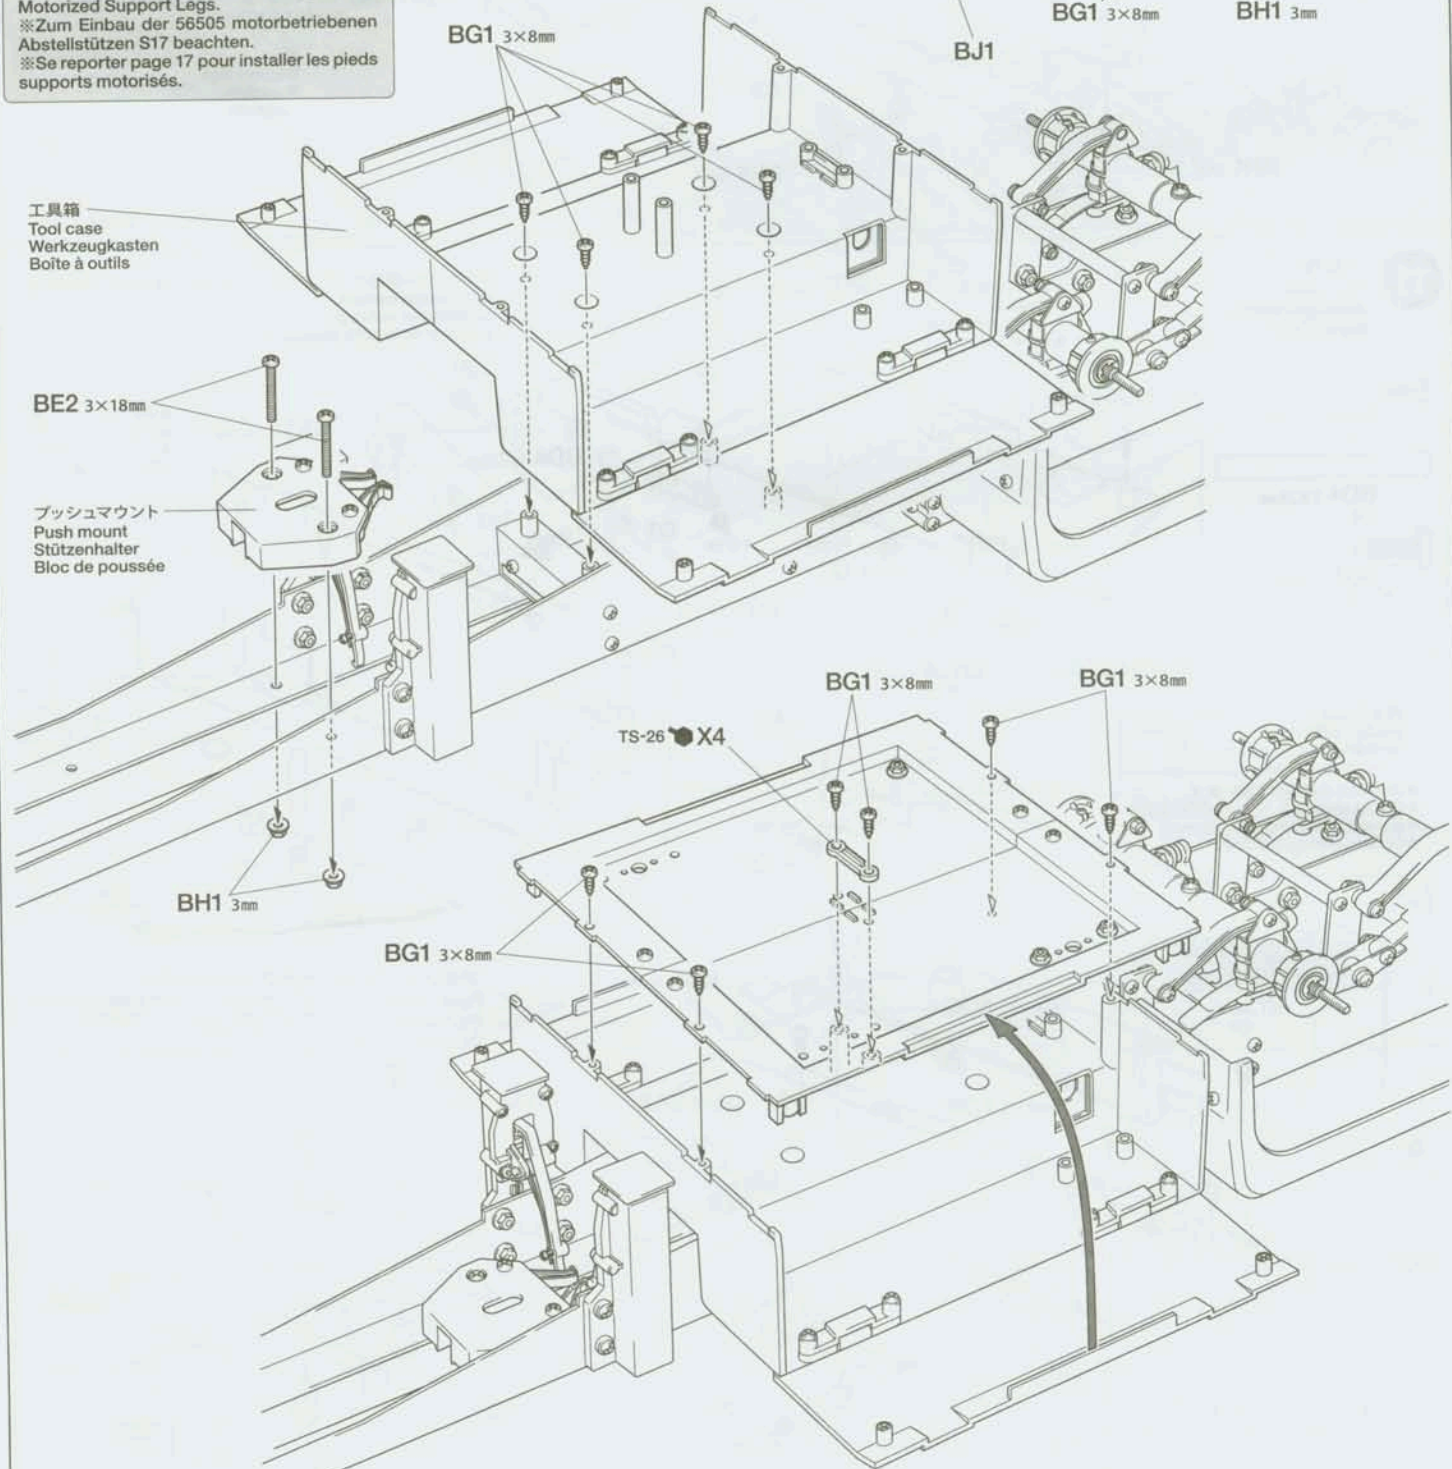 Motorized Support Legs.
※Zum Einbau der 56505 motorbetriebenen
Abstellstützen S17 beachten.
※Se reporter page 17 pour installer les pieds
supports motorisés.
BG1 3×8mm
BJ1
BG1 3×8mm
BH1 3mm
工具箱
Tool case
Werkzeugkasten
Boîte à outils
BE2 3×18mm
プッシュマウント
Push mount
Stützenhalter
Bloc de poussée
BH1 3mm
BG1 3×8mm
BG1 3×8mm
TS-26 X4
BG1 3×8mm